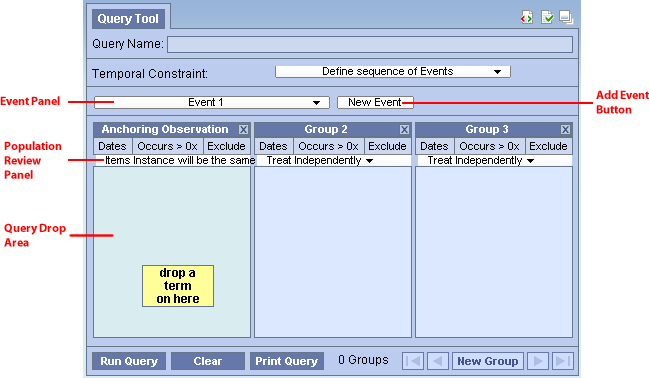 Query Tool
Query Name:
Temporal Constraint:
Define sequence of Events
Event Panel
Event 1
New Event
Add Event
Button
Anchoring Observation
Group 2
Group 3
Dates
Occurs > 0x
Exclude
Dates
Occurs > 0x
Exclude
Dates
Occurs > 0x
Exclude
Population
Review
Panel
Items Instance will be the same
Treat Independently
Treat Independently
Query Drop
Area
drop a
term
on here
Run Query
Clear
Print Query
0 Groups
New Group